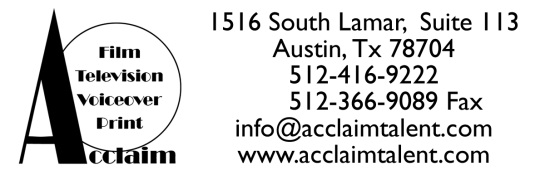 Film
Television
Voiceover
Print
Acclaim
1516 South Lamar, Suite 113
Austin, Tx 78704
512-416-9222
512-366-9089 Fax
info@acclaimtalent.com
www.acclaimtalent.com